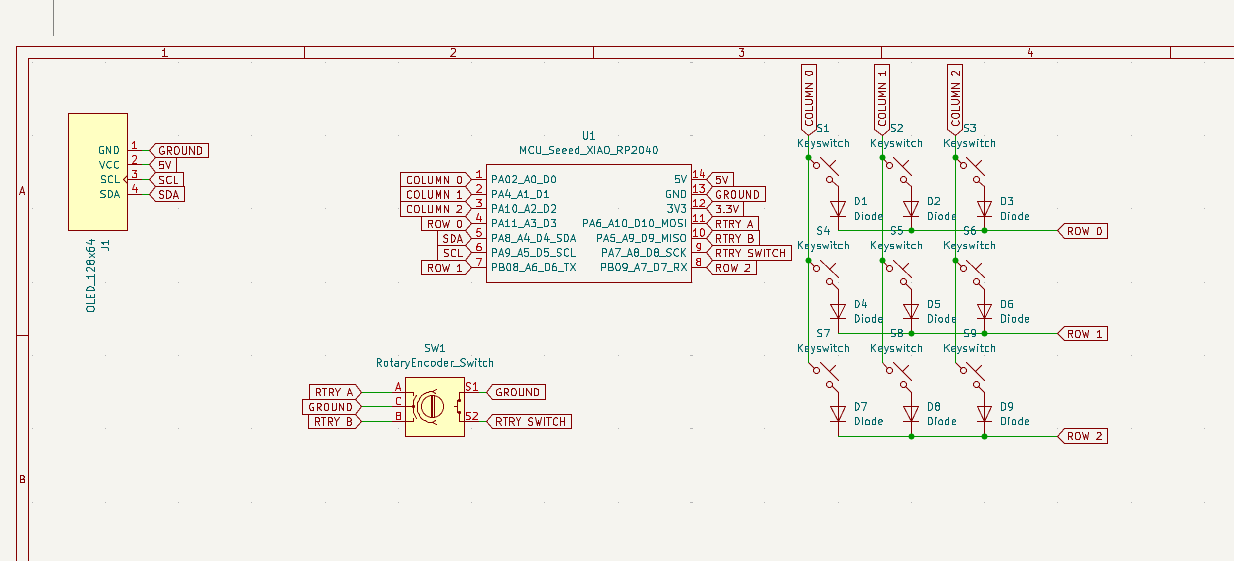 1 2 3 4
A
B
GND 1 GROUND
VCC 2 5V
SCL 3 SCL
SDA 4 SDA
OLED_128x64
J1
U1
MCU_Seeed_XIAO_RP2040
COLUMN 0 1 PA02_A0_D0 5V 14 5V
COLUMN 1 2 PA4_A1_D1 GND 13 GROUND
COLUMN 2 3 PA10_A2_D2 3V3 12 3.3V
ROW 0 4 PA11_A3_D3 PA6_A10_D10_MOSI 11 RTRY A
SDA 5 PA8_A4_D4_SDA PA5_A9_D9_MISO 10 RTRY B
SCL 6 PA9_A5_D5_SCL PA7_A8_D8_SCK 9 RTRY SWITCH
ROW 1 7 PB08_A6_D6_TX PB09_A7_D7_RX 8 ROW 2
SW1
RotaryEncoder_Switch
RTRY A A S1 GROUND
GROUND C
RTRY B B S2 RTRY SWITCH
COLUMN 0 COLUMN 1 COLUMN 2
S1 S2 S3
Keyswitch Keyswitch Keyswitch
D1 D2 D3
Diode Diode Diode
ROW 0
S4 S5 S6
Keyswitch Keyswitch Keyswitch
D4 D5 D6
Diode Diode Diode
ROW 1
S7 S8 S9
Keyswitch Keyswitch Keyswitch
D7 D8 D9
Diode Diode Diode
ROW 2